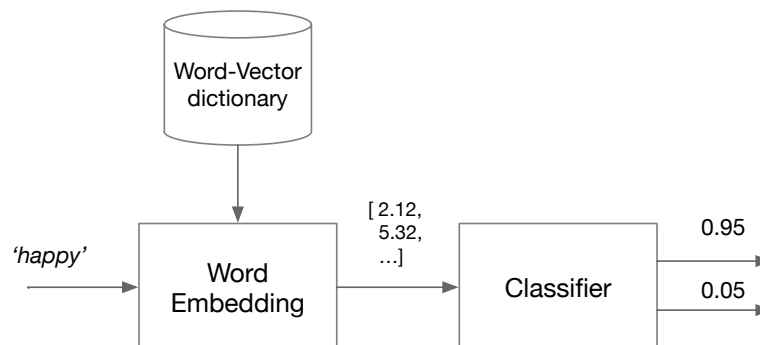 Word-Vector
dictionary
‘happy’
Word
Embedding
[ 2.12,
5.32,
…]
Classifier
0.95
0.05